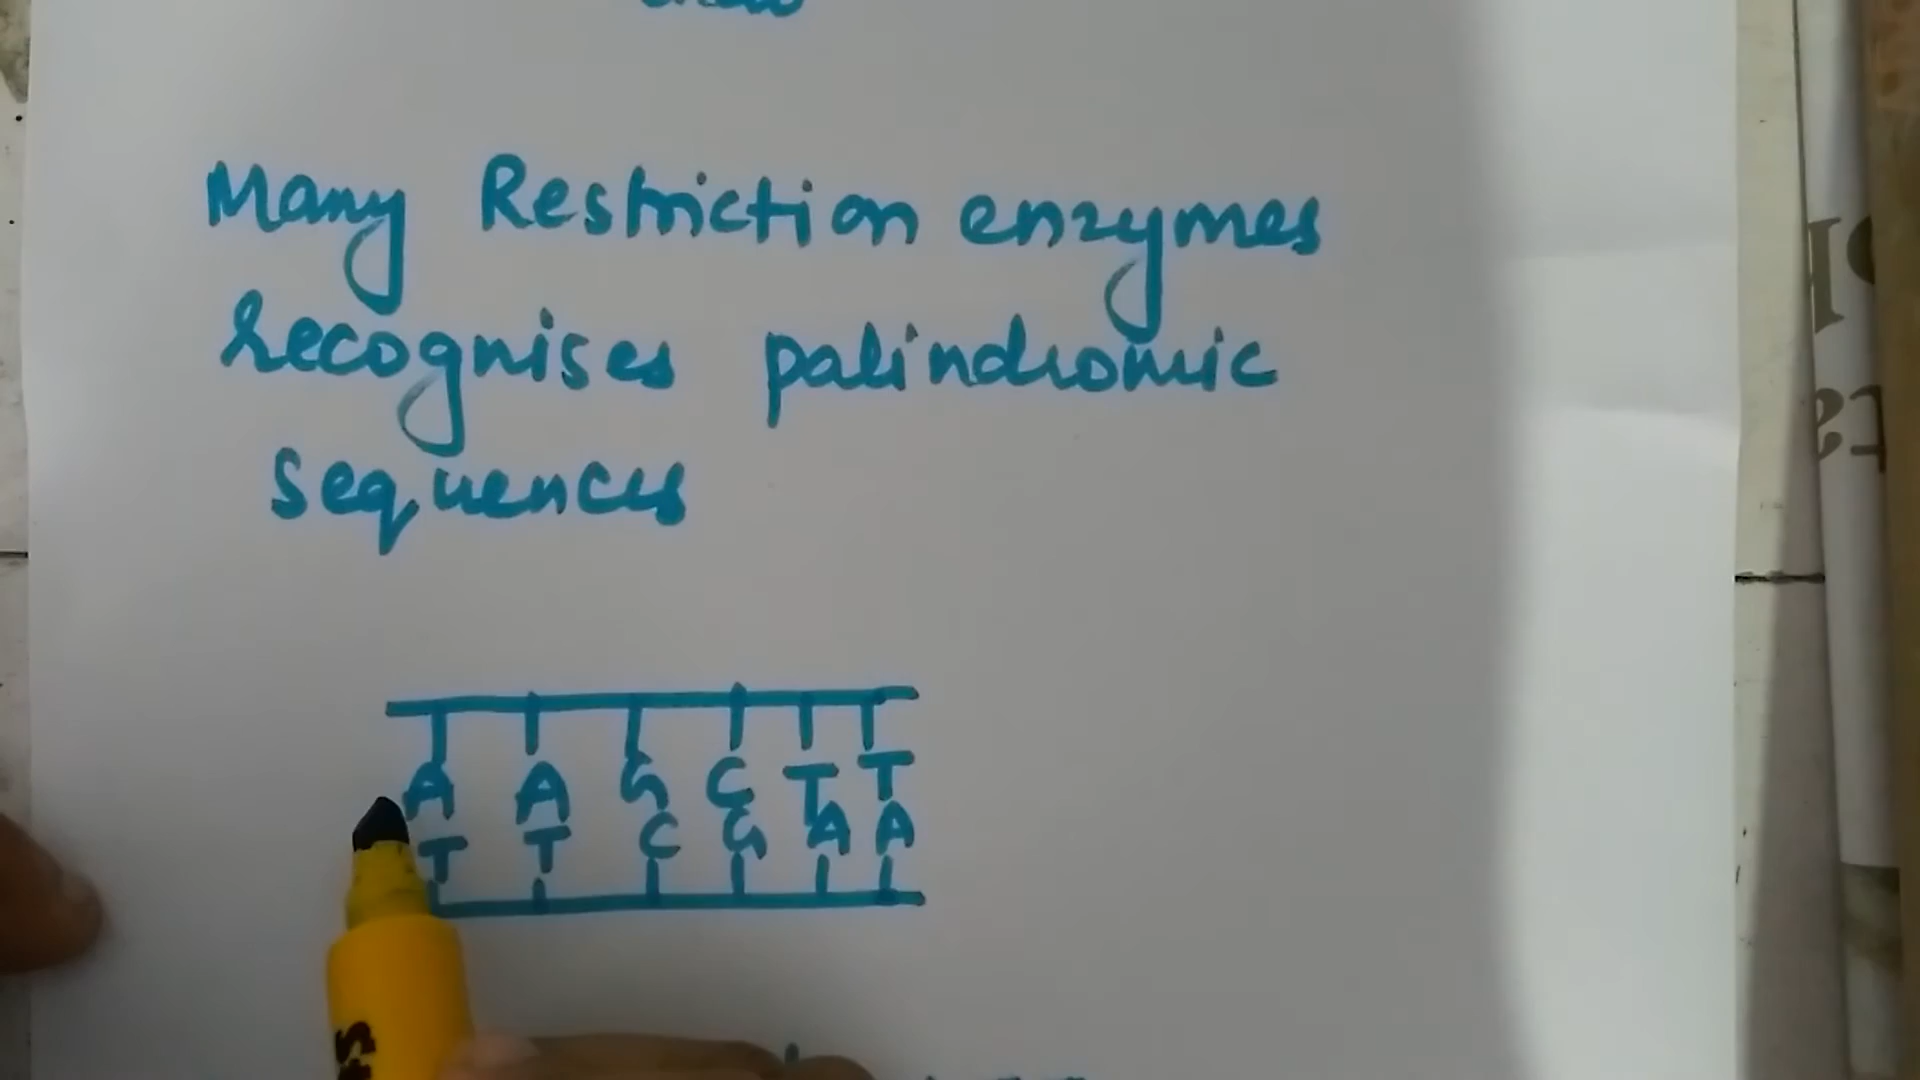 Many Restriction enzymes
recognises palindromic
sequences
A A G C T T
T T C G A A